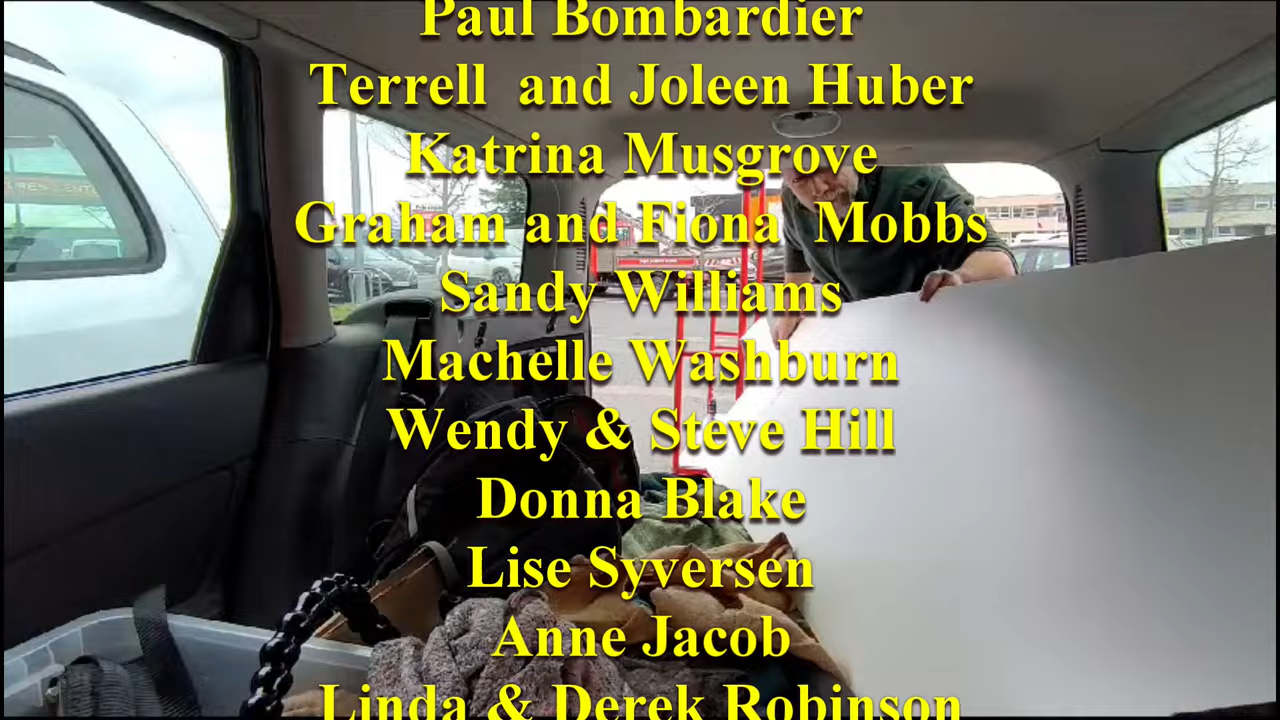 Paul Bombardier
Terrell and Joleen Huber
Katrina Musgrove
Graham and Fiona Mobbs
Sandy Williams
Machelle Washburn
Wendy & Steve Hill
Donna Blake
Lise Syversen
Anne Jacob
Linda & Derek Robinson